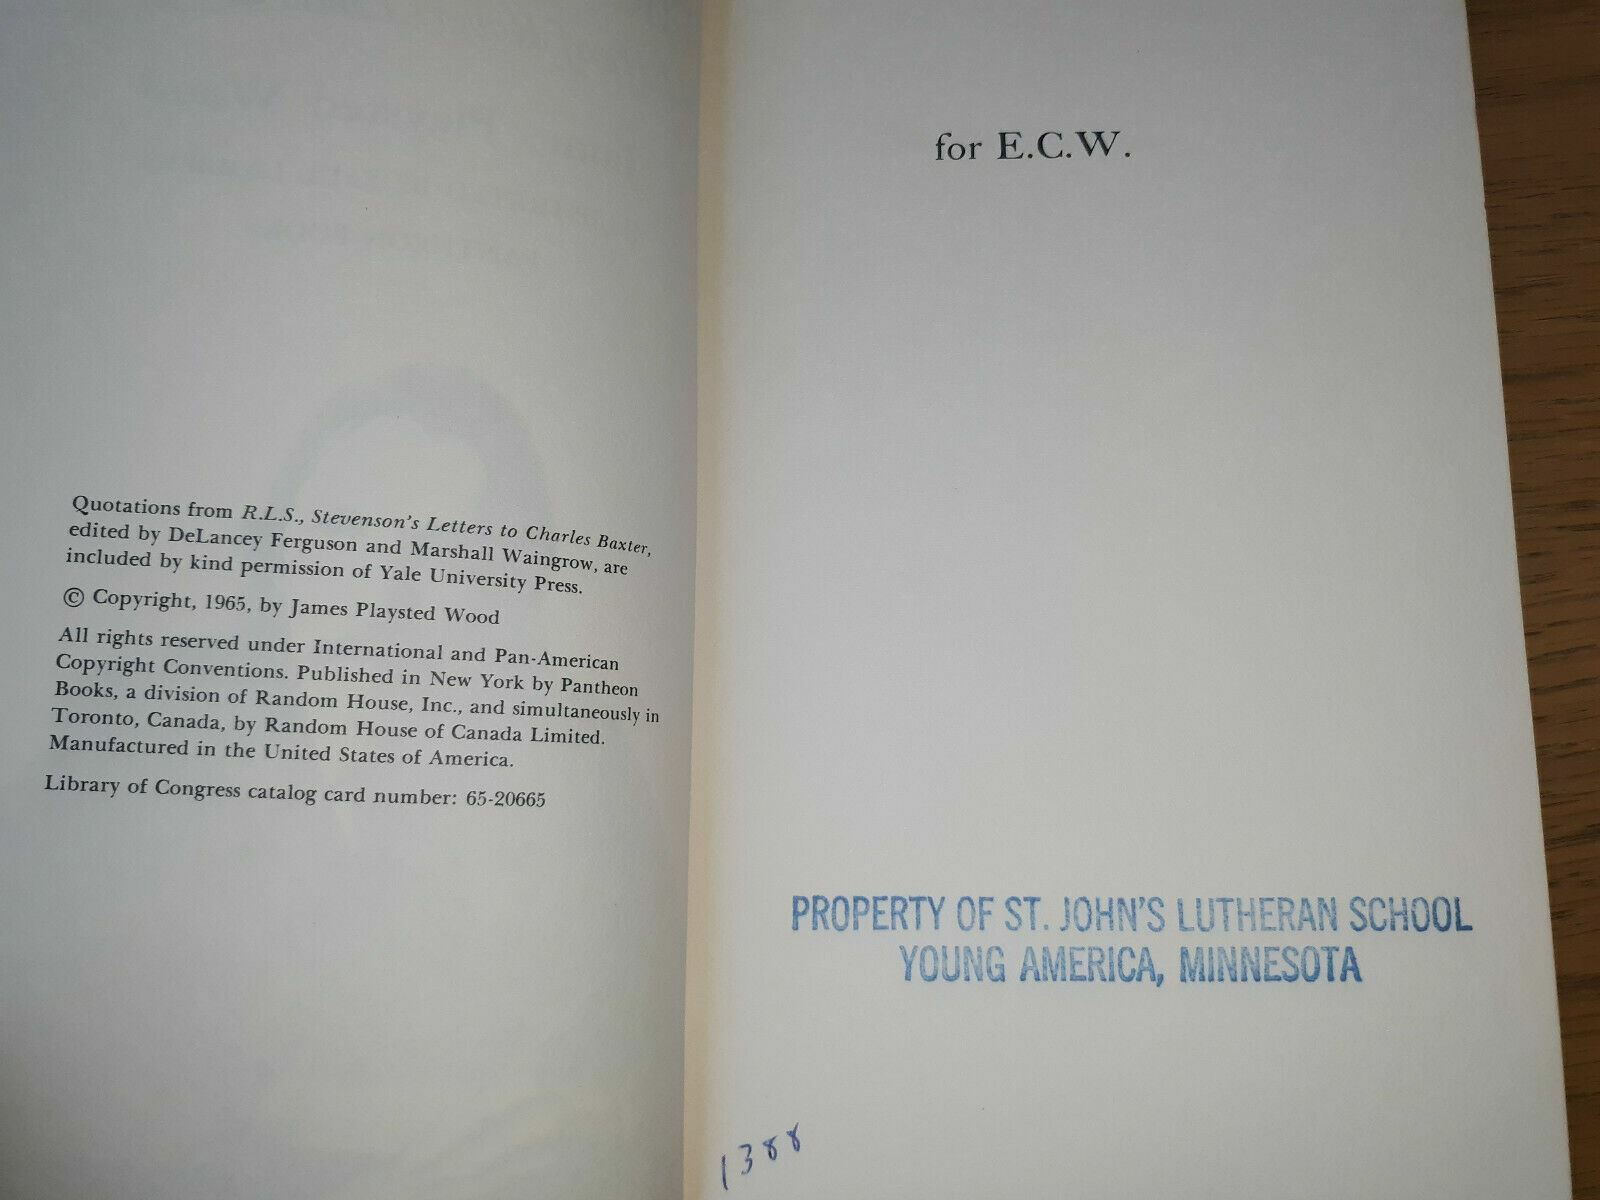 Quotations from R.L.S., Stevenson's Letters to Charles Baxter,
edited by DeLancey Ferguson and Marshall Waingrow, are
included by kind permission of Yale University Press.
© Copyright, 1965, by James Playsted Wood
All rights reserved under International and Pan-American
Copyright Conventions. Published in New York by Pantheon
Books, a division of Random House, Inc., and simultaneously in
Toronto, Canada, by Random House of Canada Limited.
Manufactured in the United States of America.
Library of Congress catalog card number: 65-20665
for E.C.W.
PROPERTY OF ST. JOHN'S LUTHERAN SCHOOL
YOUNG AMERICA, MINNESOTA
1388